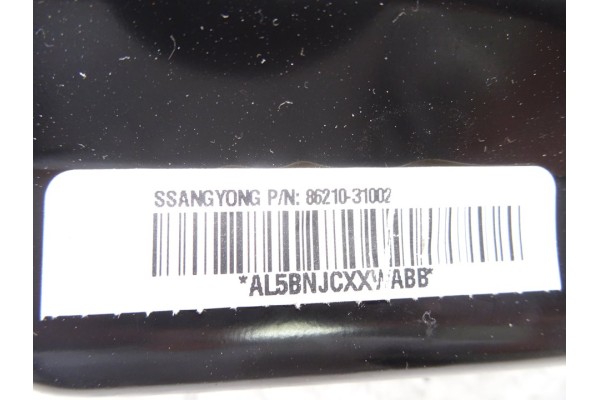 SSANGYONG P/N: 86210-31002
*AL5BNJCXXWABB*